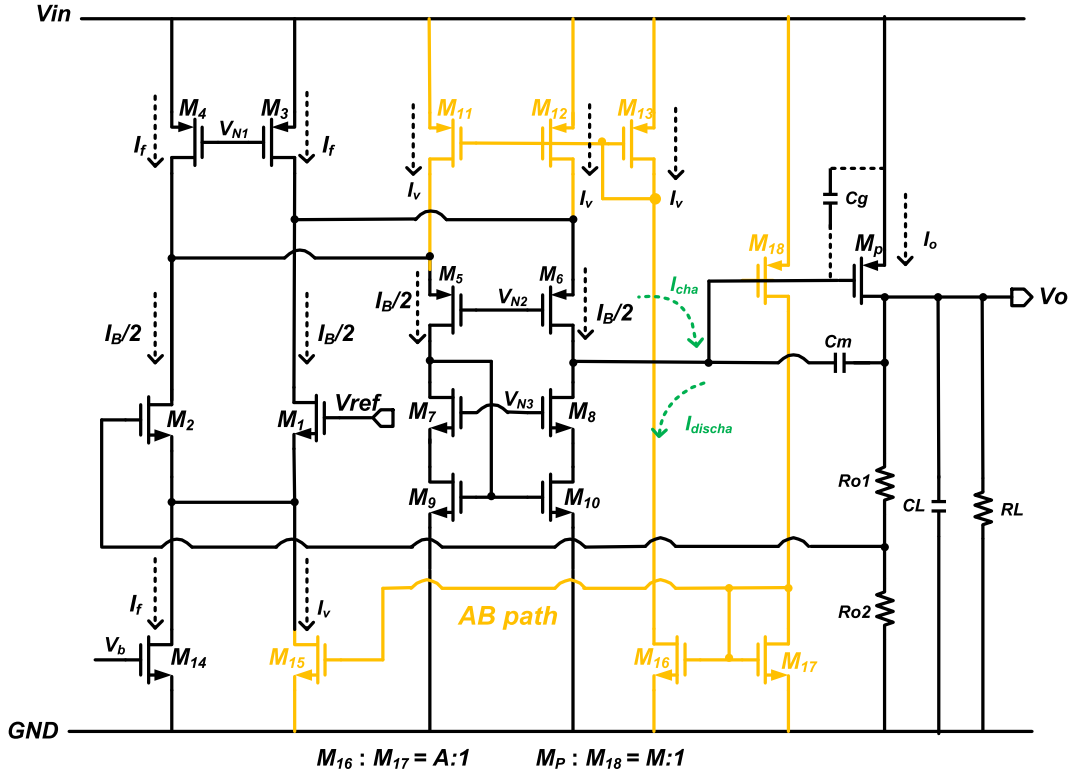 Vin
M4
M3
M11
M12
M13
VN1
If
If
Iv
Iv
Iv
Cg
Mp
Io
M18
M5
M6
Icha
VN2
Vo
IB/2
IB/2
IB/2
IB/2
Cm
M2
M1
Vref
M7
VN3
M8
Idischa
M9
M10
Ro1
CL
RL
If
Iv
AB path
Ro2
Vb
M14
M15
M16
M17
GND
M16 : M17 = A:1
MP : M18 = M:1